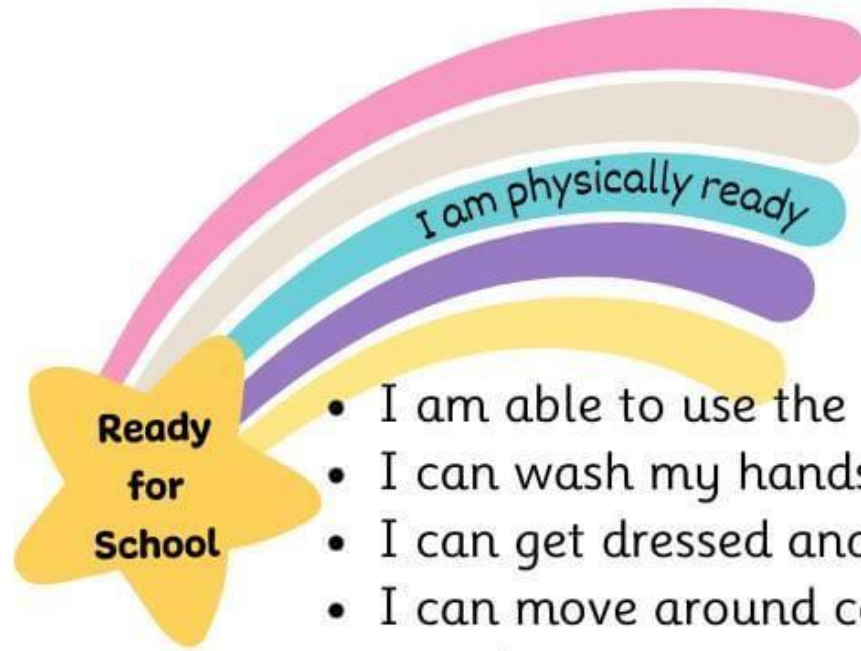 I am physically ready
Ready
for
School
• I am able to use the
• I can wash my hands
• I can get dressed and
• I can move around